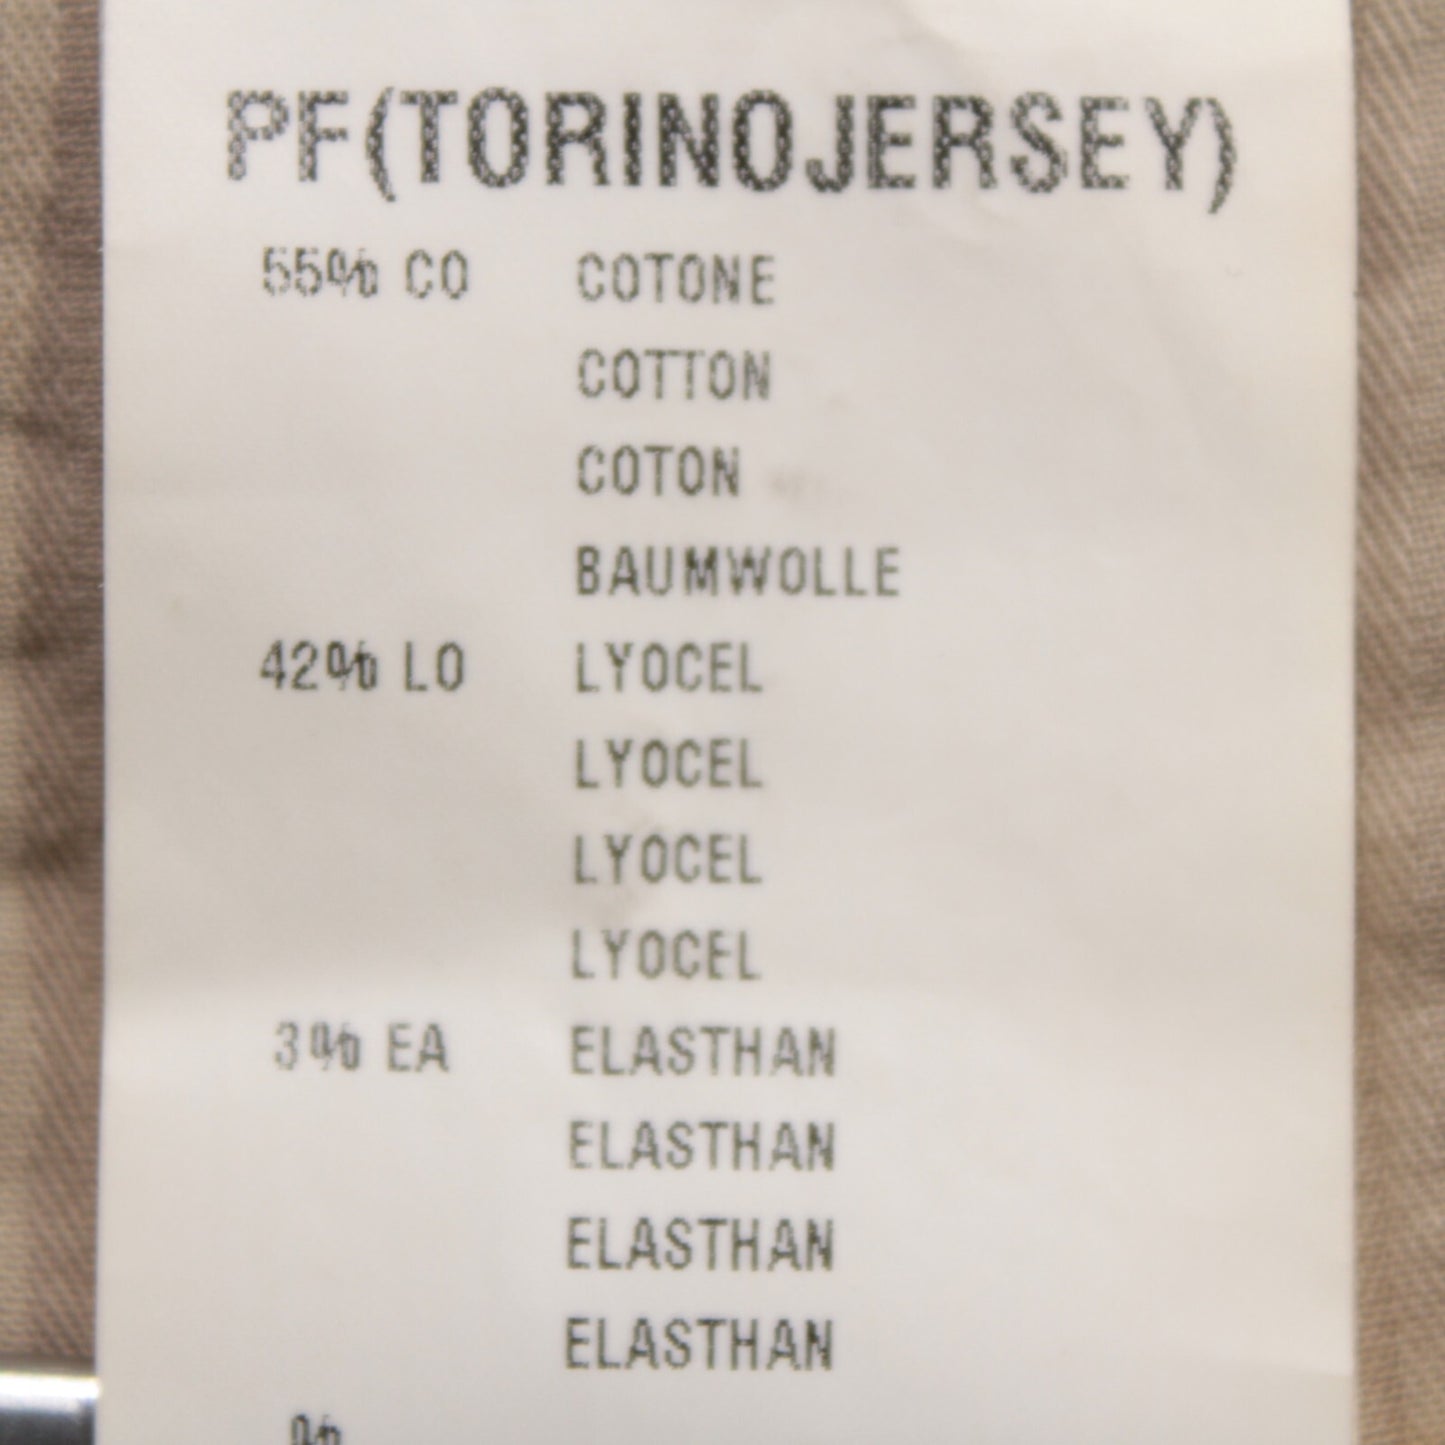 PF(TORINOJERSEY)
55% CO COTONE
COTTON
COTON
BAUMWOLLE
42% LO LYOCEL
LYOCEL
LYOCEL
LYOCEL
3% EA ELASTHAN
ELASTHAN
ELASTHAN
ELASTHAN
%